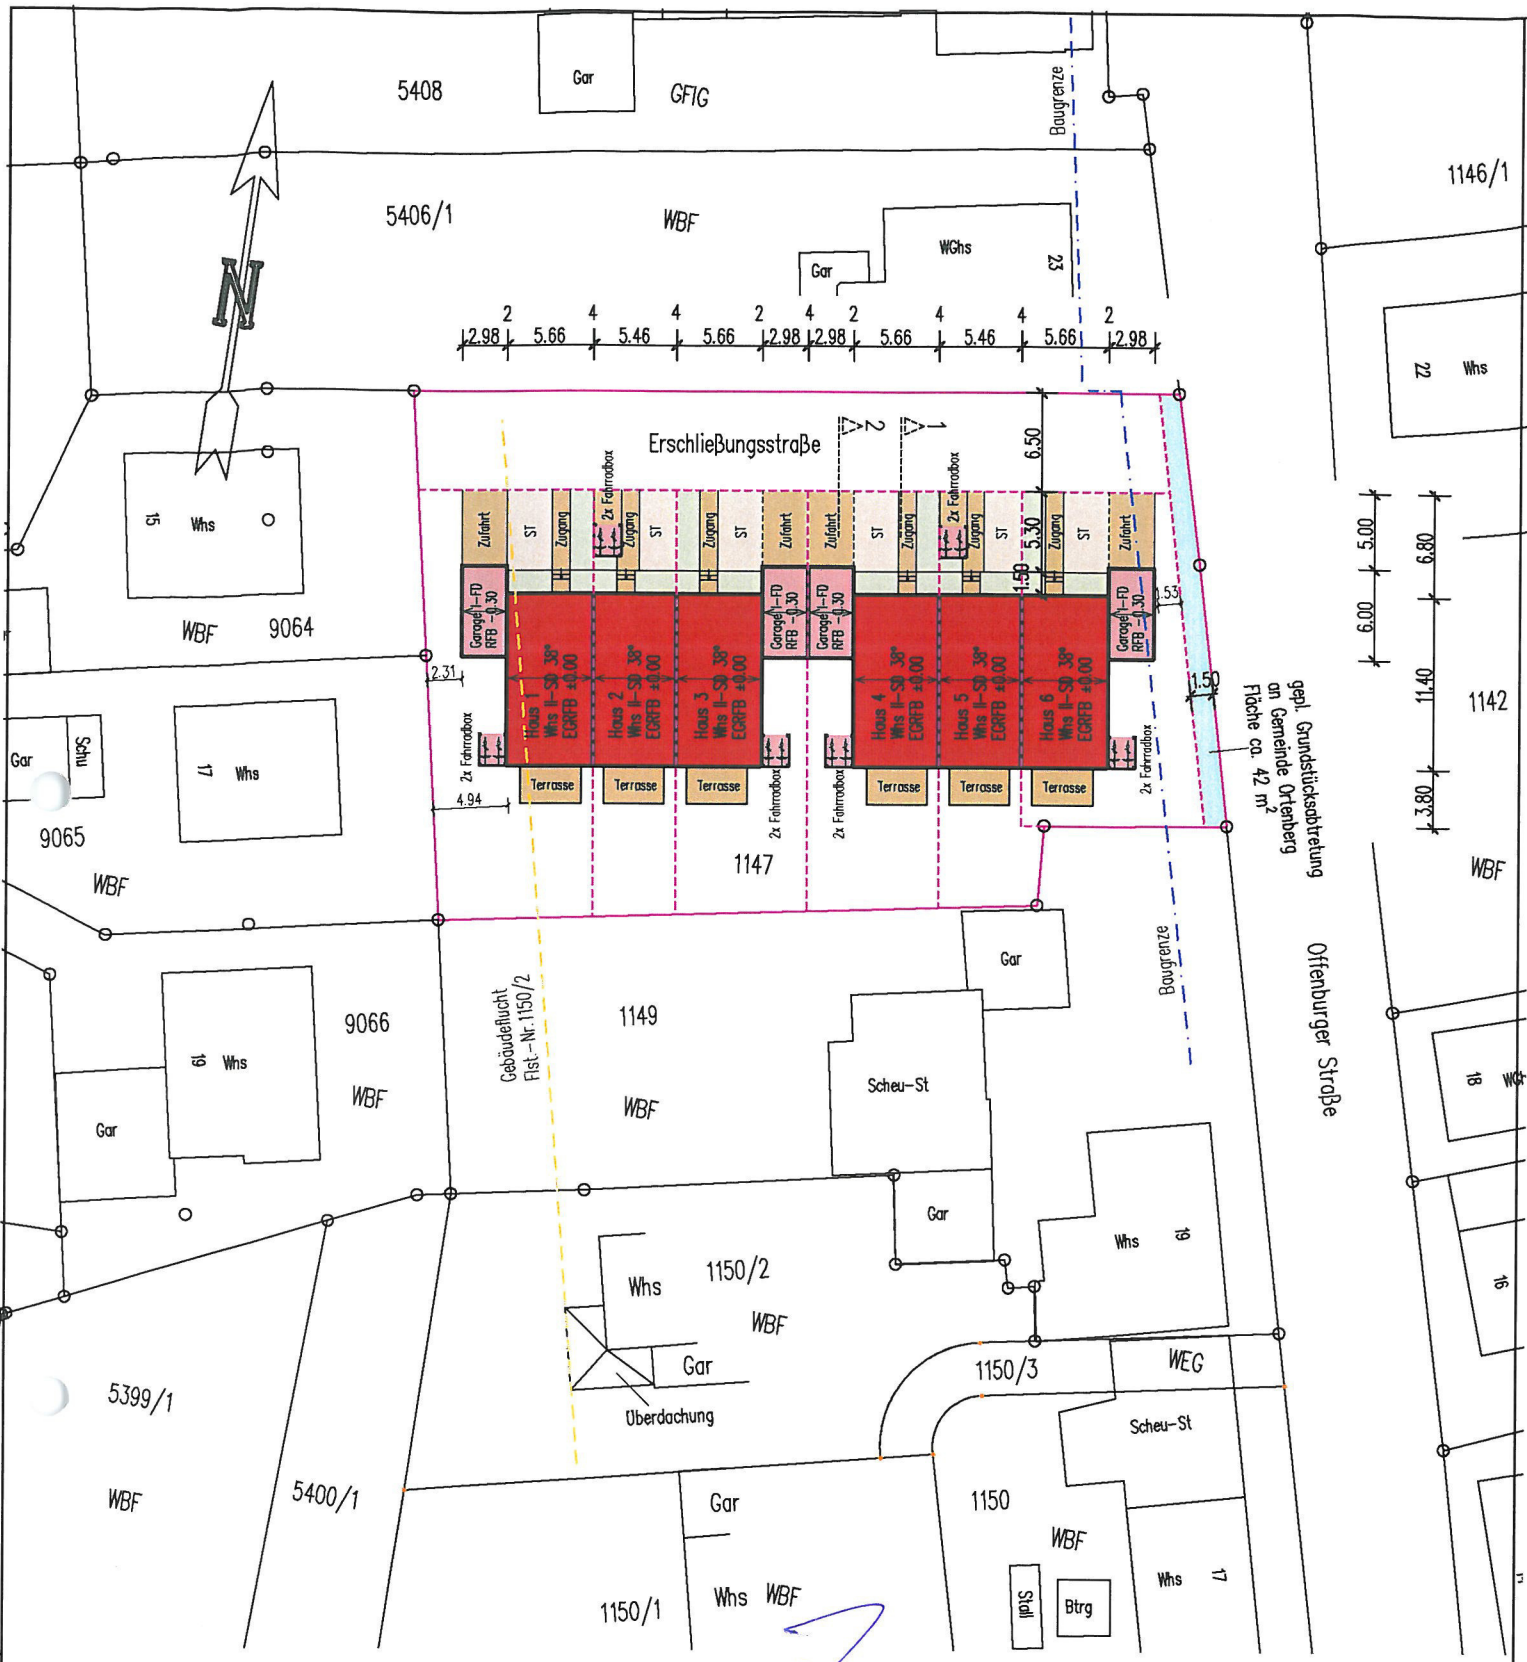 5408
Gar
GFIG
Baugrenze
1146/1
5406/1
WBF
WGhs
23
Gar
N
2 4 4 2 4 2 4 4 2
2.98 5.66 5.46 5.66 2.98 2.98 5.66 5.46 5.66 2.98
22
Whs
Erschließungsstraße
2
1
6.50
15
Whs
2x Fahrradbox
2x Fahrradbox
Zufahrt
ST
Zugang
Zugang
ST
Zugang
ST
Zufahrt
Zufahrt
ST
Zugang
Zugang
ST
5.30
Zugang
ST
Zufahrt
5.00
6.80
1.50
1.53
Garage I-FD
RFB -0.30
Garage I-FD
RFB -0.30
Garage I-FD
RFB -0.30
Garage I-FD
RFB -0.30
6.00
WBF
9064
2.31
Haus 1
Whs II-SD 38°
EGRFB ±0.00
Haus 2
Whs II-SD 38°
EGRFB ±0.00
Haus 3
Whs II-SD 38°
EGRFB ±0.00
Haus 4
Whs II-SD 38°
EGRFB ±0.00
Haus 5
Whs II-SD 38°
EGRFB ±0.00
Haus 6
Whs II-SD 38°
EGRFB ±0.00
1.50
11.40
1142
gepl. Grundstücksabtretung
an Gemeinde Ortenberg
Fläche ca. 42 m²
Gar
Schu
17
Whs
2x Fahrradbox
2x Fahrradbox
2x Fahrradbox
2x Fahrradbox
Terrasse
Terrasse
Terrasse
Terrasse
Terrasse
Terrasse
4.94
3.80
9065
WBF
1147
WBF
Baugrenze
Offenburger Straße
Gar
Gebäudeflucht
Flst.-Nr.1150/2
1149
9066
19
Whs
WBF
WBF
Scheu-St
Gar
18
Gar
Whs
19
16
Whs
1150/2
WBF
Gar
Überdachung
1150/3
WEG
5399/1
Scheu-St
WBF
5400/1
Gar
1150
WBF
Whs
17
Stall
Btrg
1150/1
Whs
WBF